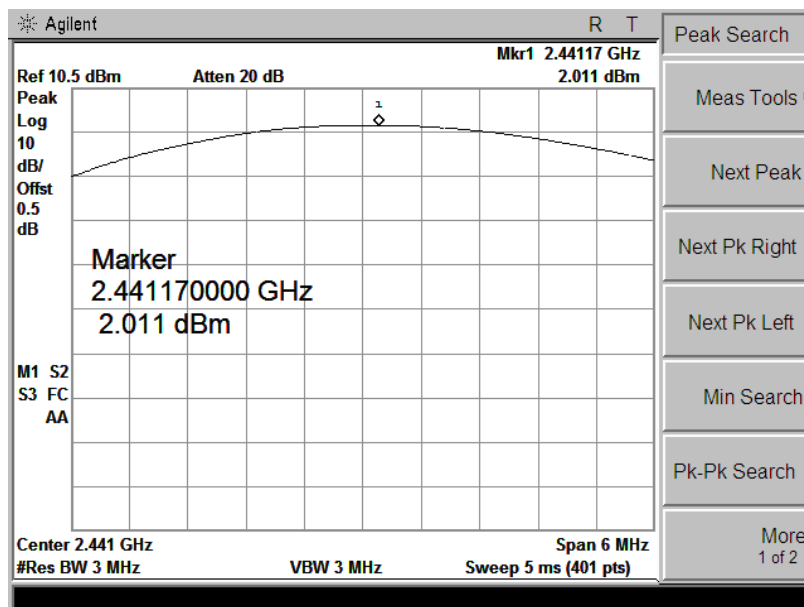 Agilent R T
Mkr1 2.44117 GHz
Ref 10.5 dBm Atten 20 dB 2.011 dBm
Peak
Log
10
dB/
Offset
0.5
dB
1
Marker
2.441170000 GHz
2.011 dBm
M1 S2
S3 FC
AA
Center 2.441 GHz Span 6 MHz
#Res BW 3 MHz VBW 3 MHz Sweep 5 ms (401 pts)
Peak Search
Meas Tools
Next Peak
Next Pk Right
Next Pk Left
Min Search
Pk-Pk Search
More
1 of 2